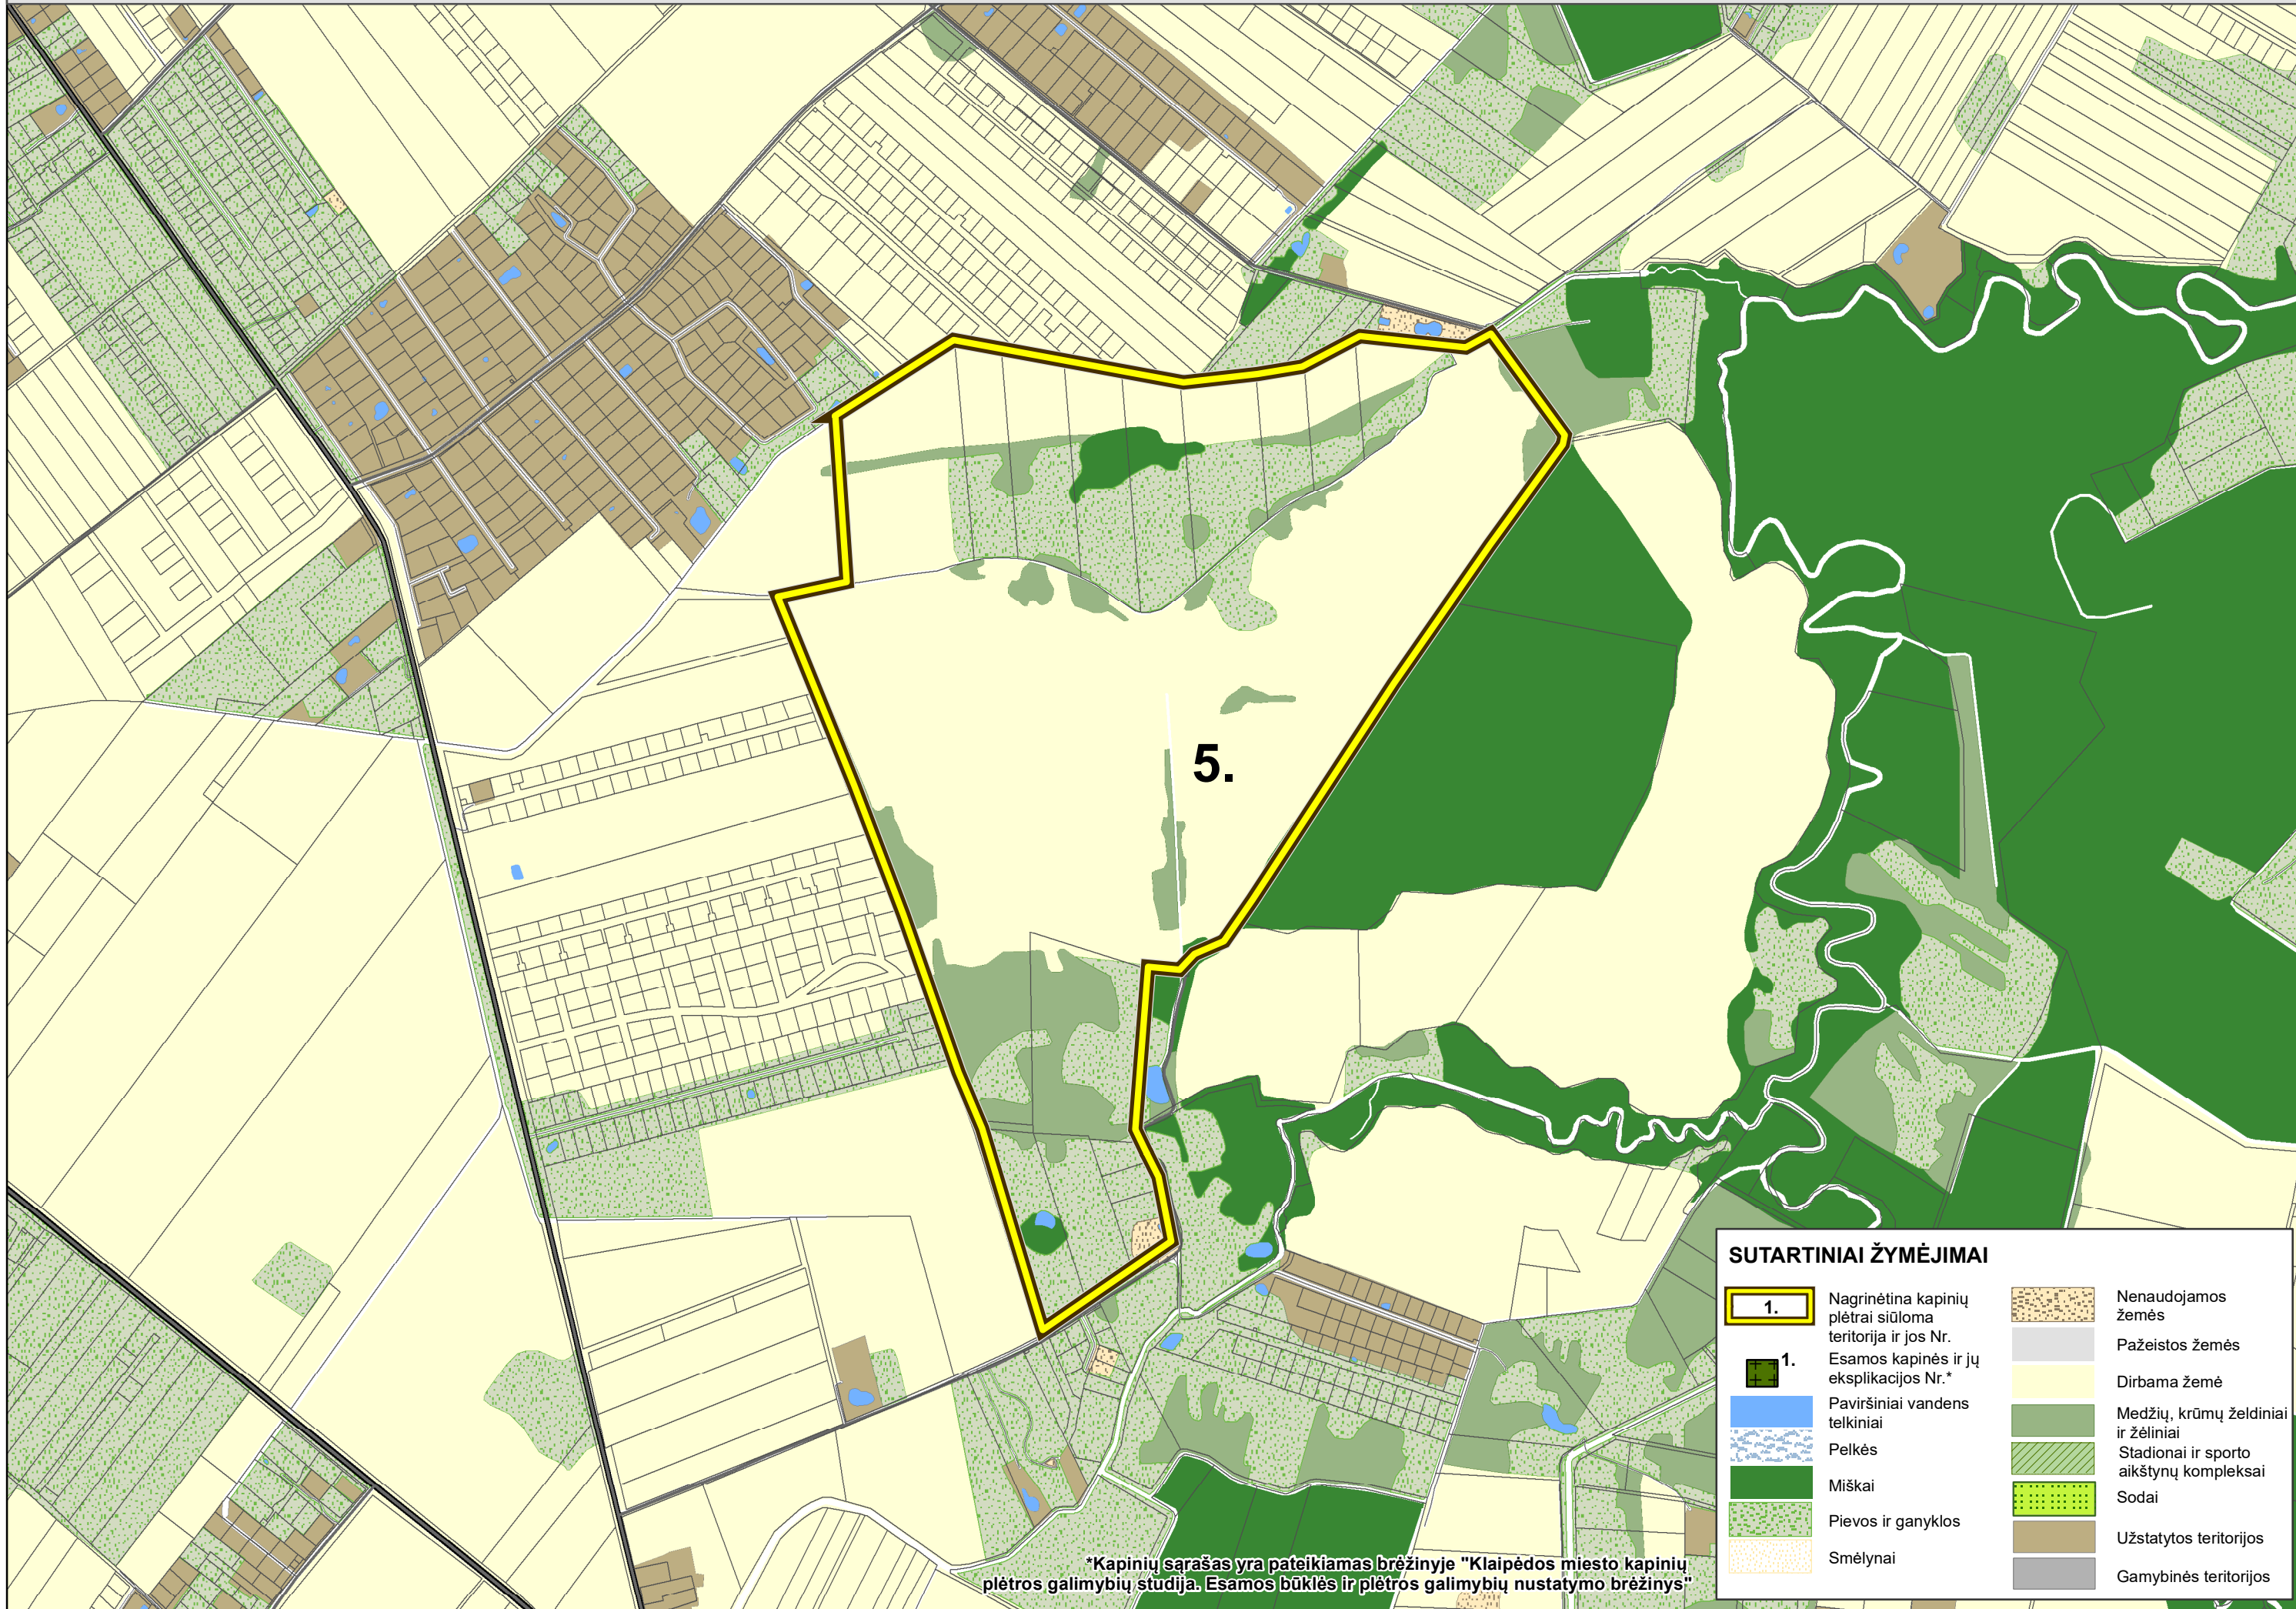 5.
SUTARTINIAI ŽYMĖJIMAI
1.
Nagrinėtina kapinių
plėtrai siūloma
teritorija ir jos Nr.
1.
Esamos kapinės ir jų
eksplikacijos Nr.*
Paviršiniai vandens
telkiniai
Pelkės
Miškai
Pievos ir ganyklos
Smėlynai
Nenaudojamos
žemės
Pažeistos žemės
Dirbama žemė
Medžių, krūmų želdiniai
ir žėliniai
Stadionai ir sporto
aikštynų kompleksai
Sodai
Užstatytos teritorijos
Gamybinės teritorijos
*Kapinių sąrašas yra pateikiamas brėžinyje "Klaipėdos miesto kapinių
plėtros galimybių studija. Esamos būklės ir plėtros galimybių nustatymo brėžinys"